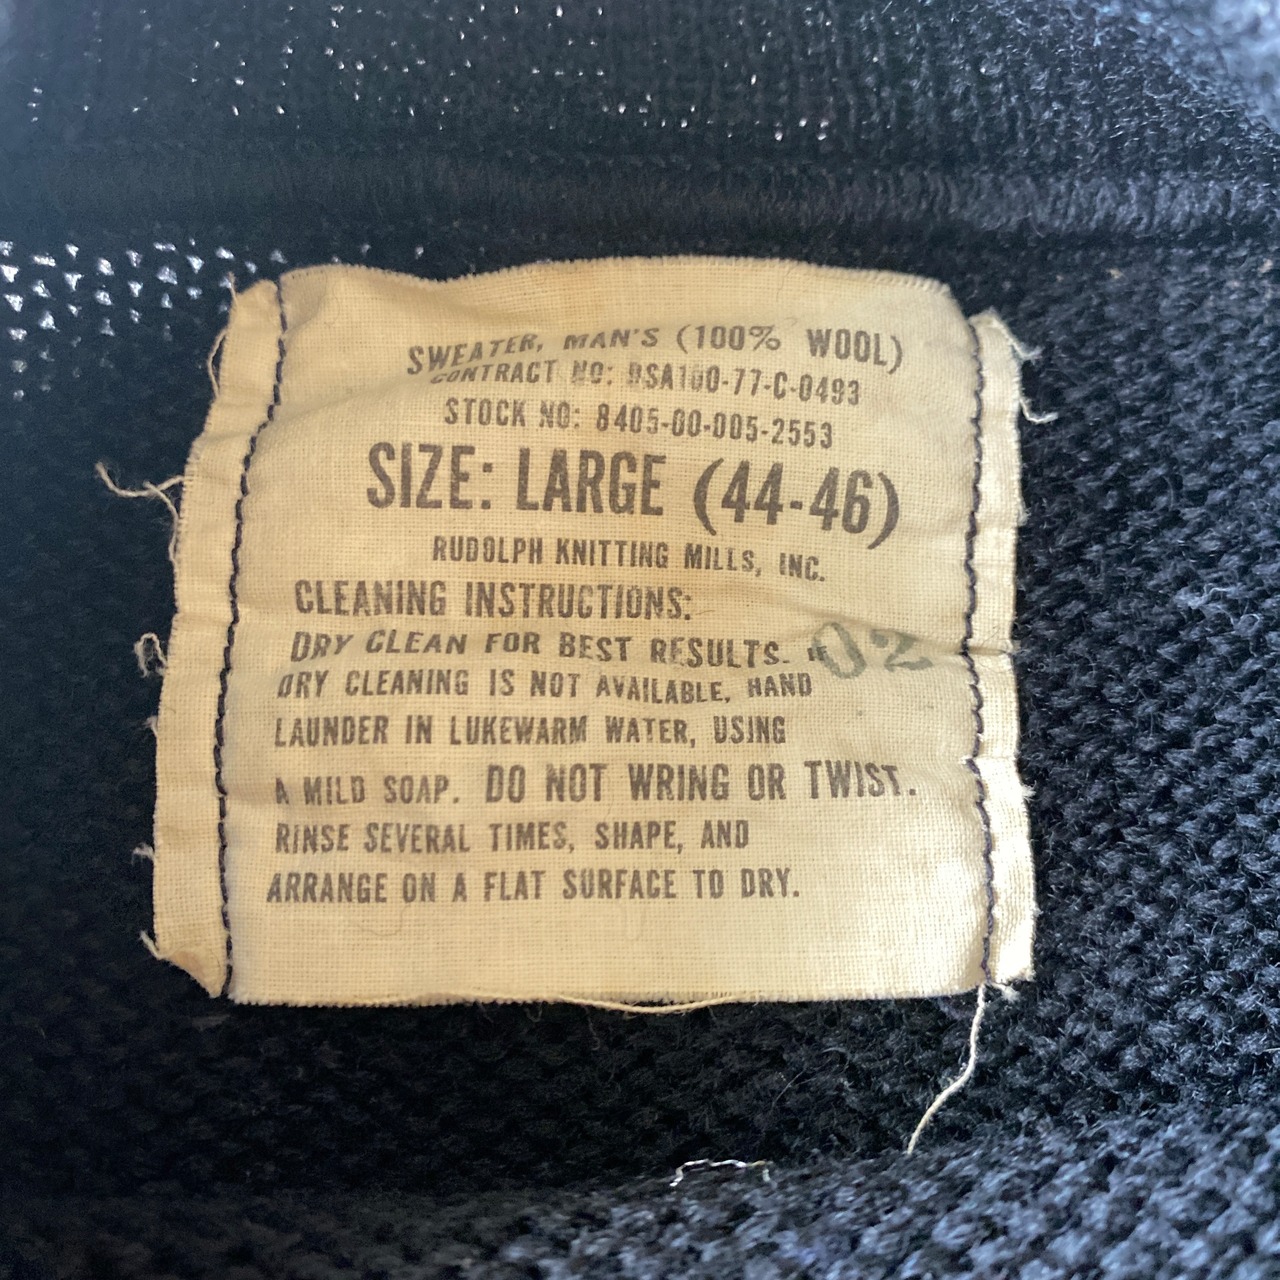 SWEATER, MAN'S (100% WOOL)
CONTRACT NO: DSA100-77-C-0493
STOCK NO: 8405-00-005-2553
SIZE: LARGE (44-46)
RUDOLPH KNITTING MILLS, INC.
CLEANING INSTRUCTIONS:
DRY CLEAN FOR BEST RESULTS. IF
02
DRY CLEANING IS NOT AVAILABLE, HAND
LAUNDER IN LUKEWARM WATER, USING
A MILD SOAP. DO NOT WRING OR TWIST.
RINSE SEVERAL TIMES, SHAPE, AND
ARRANGE ON A FLAT SURFACE TO DRY.